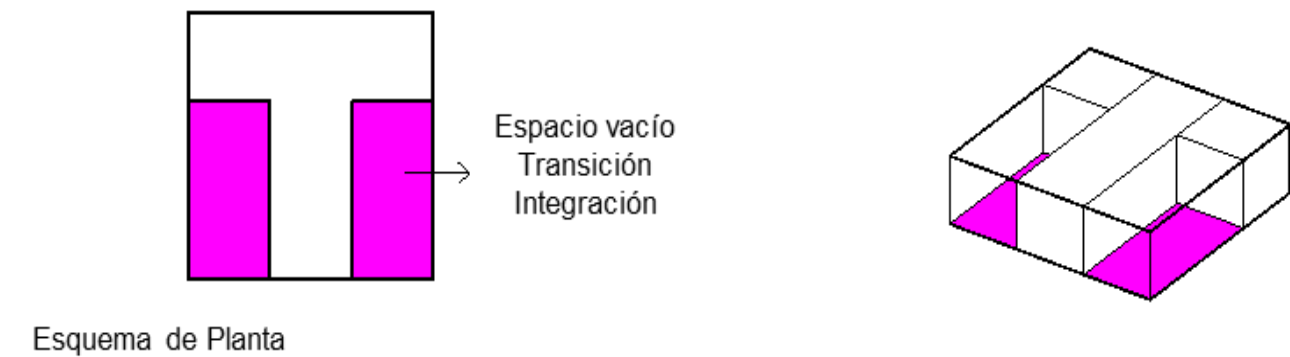 Espacio vacío
Transición
Integración
Esquema de Planta